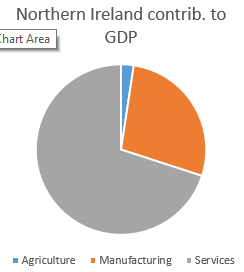 Northern Ireland contrib. to
Chart Area
GDP
Agriculture Manufacturing Services